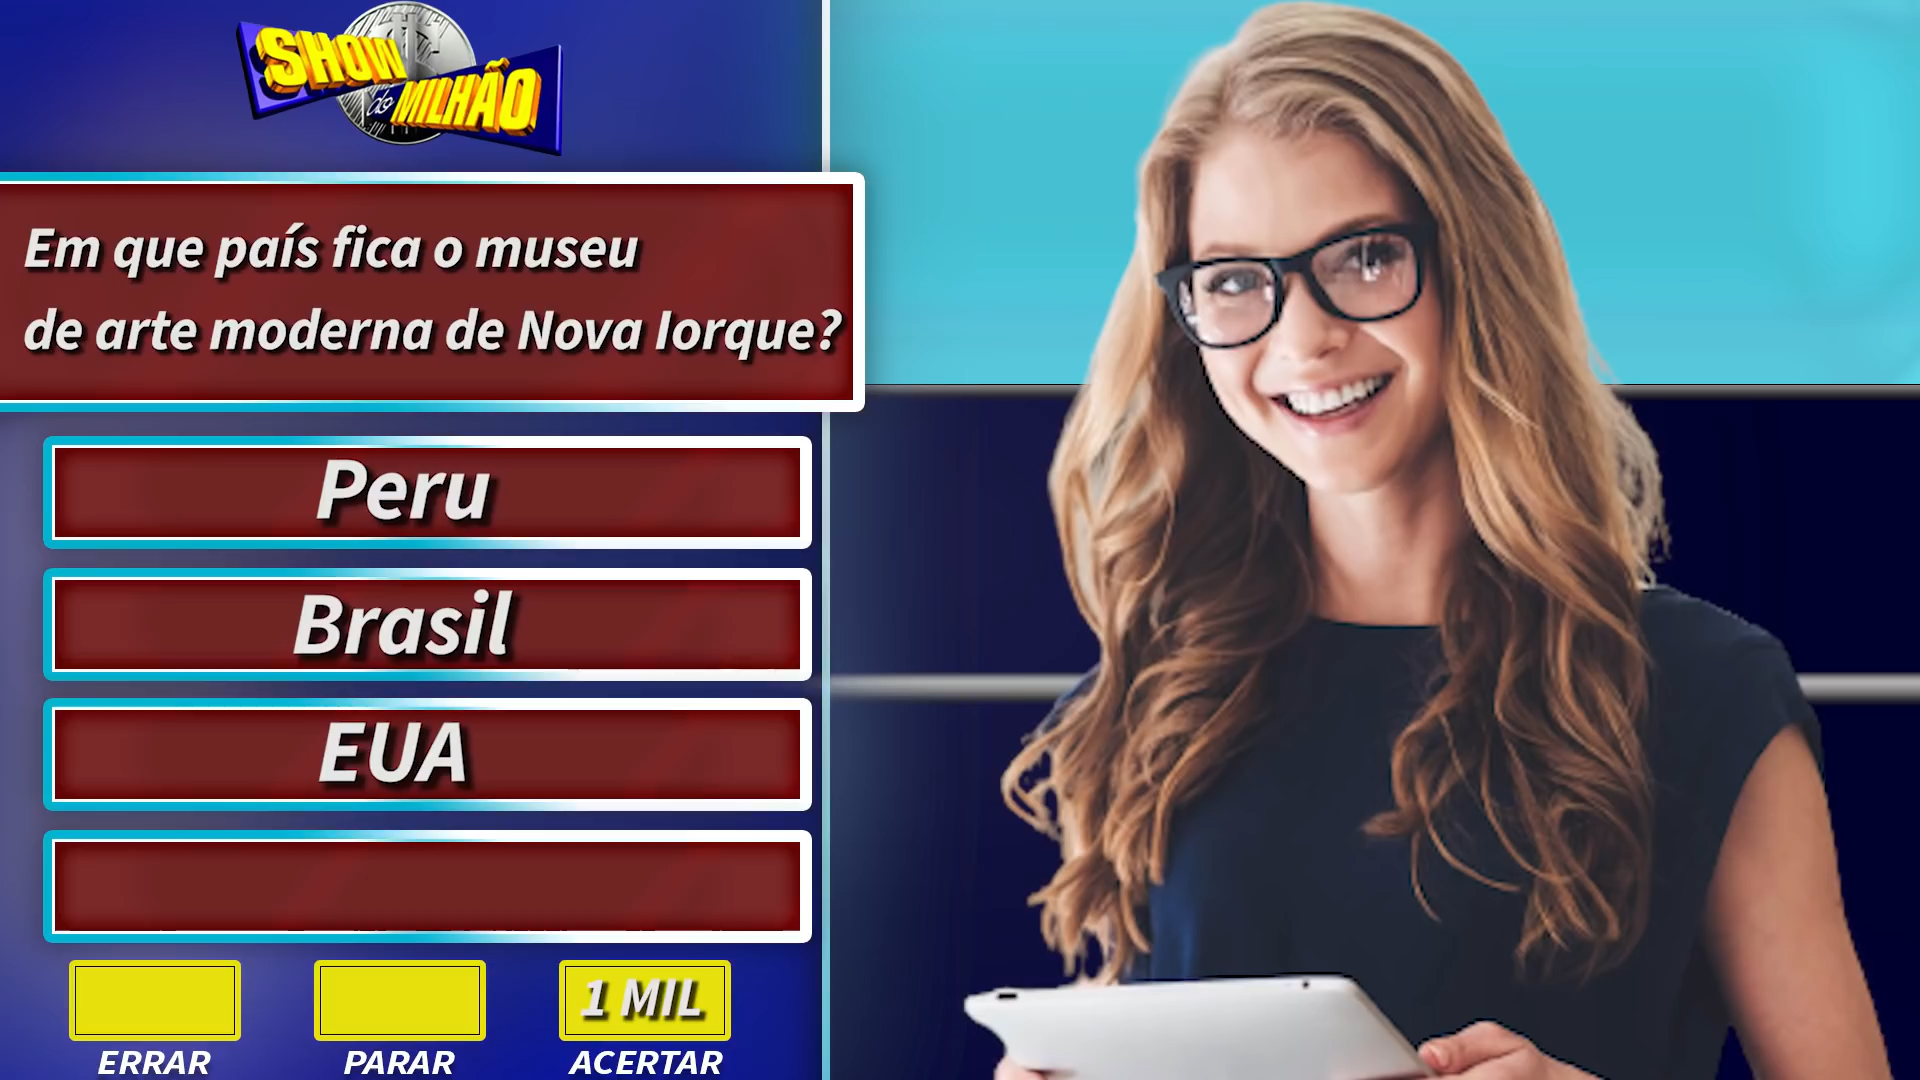 SHOW
do MILHÃO
Em que país fica o museu
de arte moderna de Nova Iorque?
Peru
Brasil
EUA
1 MIL
ERRAR PARAR ACERTAR